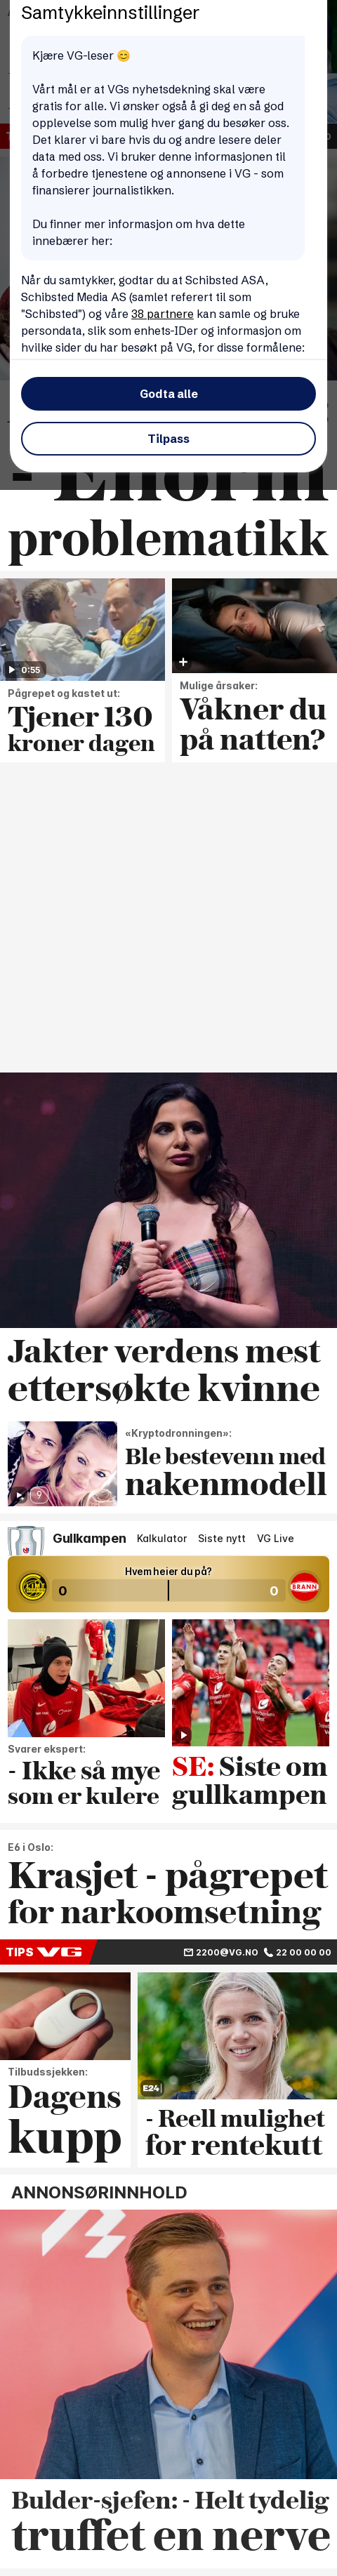 Samtykkeinnstillinger
Kjære VG-leser 😊
Vårt mål er at VGs nyhetsdekning skal være
gratis for alle. Vi ønsker også å gi deg en så god
opplevelse som mulig hver gang du besøker oss.
Det klarer vi bare hvis du og andre lesere deler
data med oss. Vi bruker denne informasjonen til
å forbedre tjenestene og annonsene i VG - som
finansierer journalistikken.
Du finner mer informasjon om hva dette
innebærer her:
Når du samtykker, godtar du at Schibsted ASA,
Schibsted Media AS (samlet referert til som
"Schibsted") og våre 38 partnere kan samle og bruke
persondata, slik som enhets-IDer og informasjon om
hvilke sider du har besøkt på VG, for disse formålene:
Godta alle
Tilpass
- Enorm
problematikk
0:55
Pågrepet og kastet ut:
Tjener 130
kroner dagen
Mulige årsaker:
Våkner du
på natten?
Jakter verdens mest
ettersøkte kvinne
9
«Kryptodronningen»:
Ble bestevenn med
nakenmodell
Gullkampen Kalkulator Siste nytt VG Live
Hvem heier du på?
0 0
BRANN
Svarer ekspert:
- Ikke så mye
som er kulere
SE: Siste om
gullkampen
E6 i Oslo:
Krasjet - pågrepet
for narkoomsetning
TIPS VG 2200@VG.NO 22 00 00 00
Tilbudssjekken:
Dagens
kupp
E24
- Reell mulighet
for rentekutt
ANNONSØRINNHOLD
Bulder-sjefen: - Helt tydelig
truffet en nerve